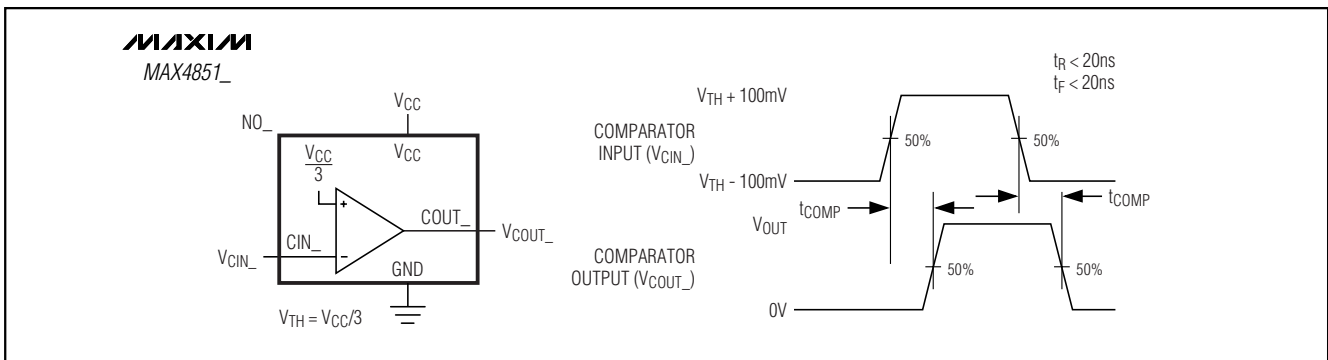 MAXIM
MAX4851_
NO_
VCC
VCC
VCC
3
+
COUT_
VCOUT_
CIN_
VCIN_
-
GND
VTH = VCC/3
tR < 20ns
tF < 20ns
VTH + 100mV
COMPARATOR
INPUT (VCIN_)
50%
50%
VTH - 100mV
tCOMP
tCOMP
VOUT
COMPARATOR
OUTPUT (VCOUT_)
50%
50%
0V